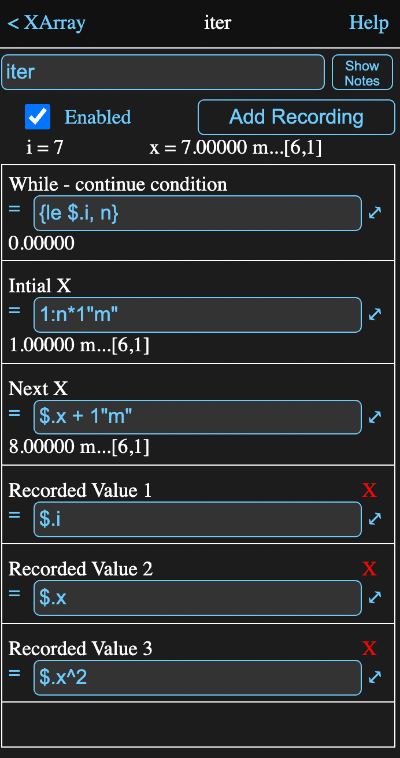 < XArray iter Help
iter Show
Notes
Enabled Add Recording
i = 7 x = 7.00000 m...[6,1]
While - continue condition
= {le $.i, n}
0.00000
Intial X
= 1:n*1"m"
1.00000 m...[6,1]
Next X
= $.x + 1"m"
8.00000 m...[6,1]
Recorded Value 1 X
= $.i
Recorded Value 2 X
= $.x
Recorded Value 3 X
= $.x^2